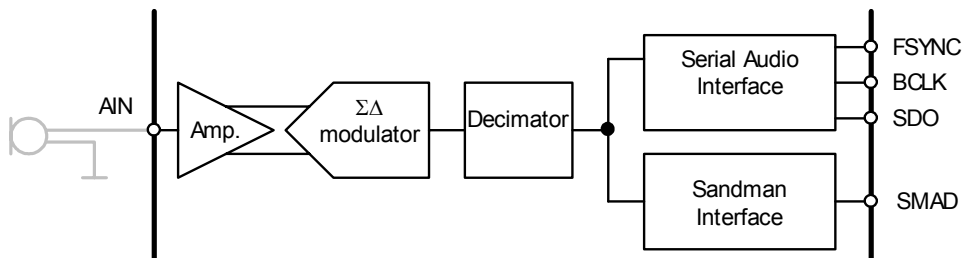 AIN
Amp.
ΣΔ
modulator
Decimator
Serial Audio
Interface
FSYNC
BCLK
SDO
Sandman
Interface
SMAD